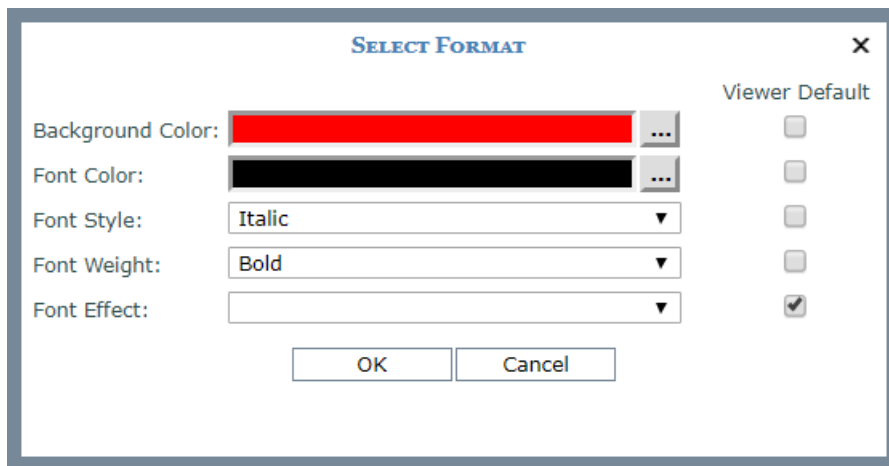 SELECT FORMAT ×
Viewer Default
Background Color: ...
Font Color: ...
Font Style: Italic
Font Weight: Bold
Font Effect:
OK Cancel